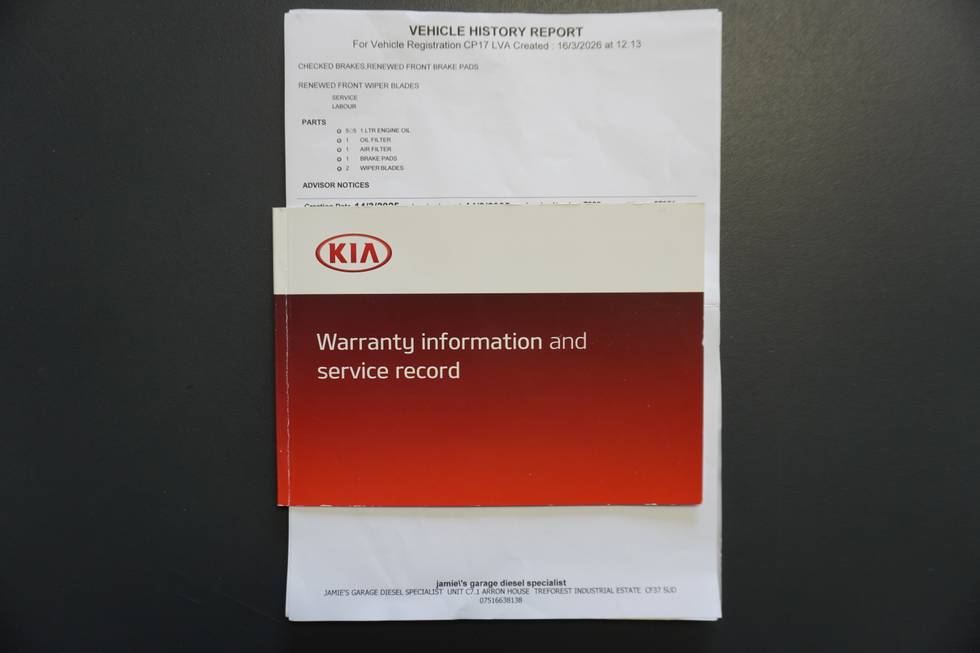 VEHICLE HISTORY REPORT
For Vehicle Registration CP17 LVA Created : 16/3/2026 at 12:13
CHECKED BRAKES,RENEWED FRONT BRAKE PADS
RENEWED FRONT WIPER BLADES
SERVICE
LABOUR
PARTS
1 LTR ENGINE OIL
1 OIL FILTER
1 AIR FILTER
1 BRAKE PADS
2 WIPER BLADES
ADVISOR NOTICES
KIA
Warranty information and
service record
jamie\'s garage diesel specialist
JAMIE'S GARAGE DIESEL SPECIALIST UNIT C7.1 ARRON HOUSE TREFOREST INDUSTRIAL ESTATE CF37 5UD
07516638138